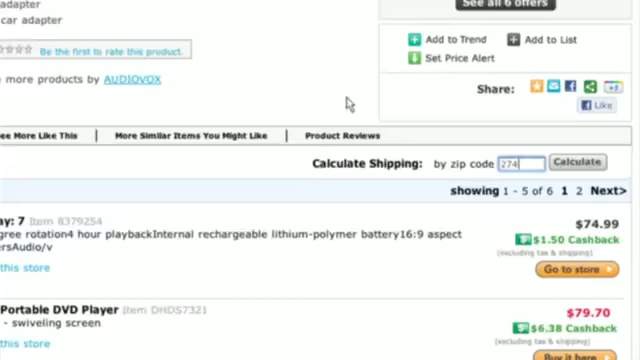 adapter
car adapter
Be the first to rate this product.
more products by AUDIOVOX
See all 6 offers
Add to Trend Add to List
Set Price Alert
Share:
Like
ee More Like This | More Similar Items You Might Like | Product Reviews
Calculate Shipping: by zip code 274 Calculate
showing 1 - 5 of 6 1 2 Next>
ay: 7 Item 8379254
gree rotation4 hour playbackInternal rechargeable lithium-polymer battery16:9 aspect
ersAudio/v
this store
$74.99
$1.50 Cashback
(excluding tax & shipping)
Go to store
Portable DVD Player Item DHDS7321
- swiveling screen
this store
$79.70
$6.38 Cashback
(excluding tax & shipping)
Buy it here